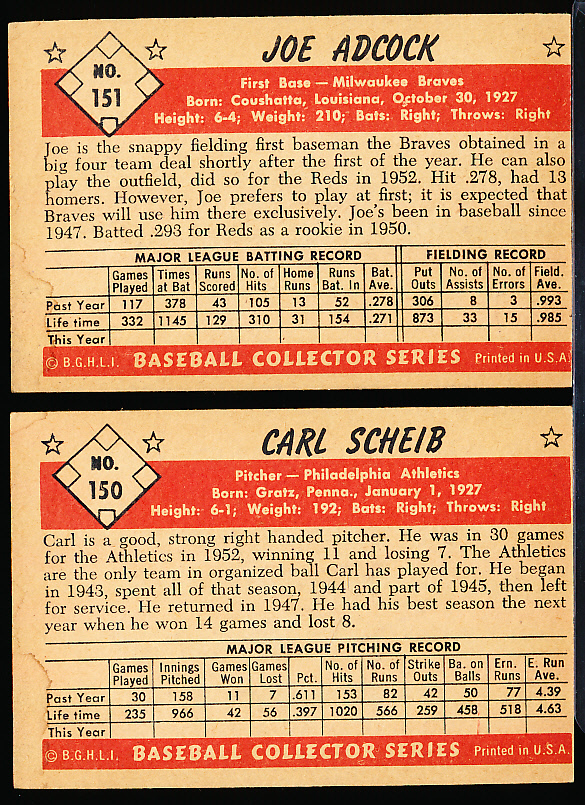 JOE ADCOCK
NO.
151
First Base — Milwaukee Braves
Born: Coushatta, Louisiana, October 30, 1927
Height: 6-4; Weight: 210; Bats: Right; Throws: Right
Joe is the snappy fielding first baseman the Braves obtained in a
big four team deal shortly after the first of the year. He can also
play the outfield, did so for the Reds in 1952. Hit .278, had 13
homers. However, Joe prefers to play at first; it is expected that
Braves will use him there exclusively. Joe's been in baseball since
1947. Batted .293 for Reds as a rookie in 1950.
MAJOR LEAGUE BATTING RECORD FIELDING RECORD
Games Times Runs No. of Home Runs Bat. Put No. of No. of Field.
Played at Bat Scored Hits Runs Bat. In Ave. Outs Assists Errors Ave.
Past Year 117 378 43 105 13 52 .278 306 8 3 .993
Life time 332 1145 129 310 31 154 .271 873 33 15 .985
This Year
© B.G.H.L.I. BASEBALL COLLECTOR SERIES Printed in U.S.A.
CARL SCHEIB
NO.
150
Pitcher — Philadelphia Athletics
Born: Gratz, Penna., January 1, 1927
Height: 6-1; Weight: 192; Bats: Right; Throws: Right
Carl is a good, strong right handed pitcher. He was in 30 games
for the Athletics in 1952, winning 11 and losing 7. The Athletics
are the only team in organized ball Carl has played for. He began
in 1943, spent all of that season, 1944 and part of 1945, then left
for service. He returned in 1947. He had his best season the next
year when he won 14 games and lost 8.
MAJOR LEAGUE PITCHING RECORD
Games Innings Games Games No. of No. of Strike Ba. on Ern. E. Run
Played Pitched Won Lost Pct. Hits Runs Outs Balls Runs Ave.
Past Year 30 158 11 7 .611 153 82 42 50 77 4.39
Life time 235 966 42 56 .397 1020 566 259 458 518 4.63
This Year
© B.G.H.L.I. BASEBALL COLLECTOR SERIES Printed in U.S.A.